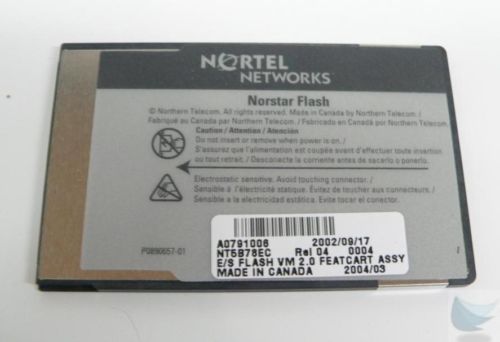 NORTEL
NETWORKS
Norstar Flash
© Northern Telecom. All rights reserved. Made in Canada by Northern Telecom. /
Fabriqué au Canada par Northern Telecom. / Fabricado en Canadá por Northern Telecom.
Caution / Attention / Atención
Do not insert or remove when power is on. /
S'assurez que l'alimentation est coupée avant d'effectuer toute insertion
ou tout retrait. / Desconecte la corriente antes de sacarlo o ponerlo.
Electrostatic sensitive. Avoid touching connector. /
Sensible à l'électricité statique. Évitez de toucher aux connecteurs. /
Sensible a la electricidad estática. Evite tocar el conector.
P0890657-01
A0791006 2002/09/17
NT5B78EC Rel 04 0004
E/S FLASH VM 2.0 FEATCART ASSY
MADE IN CANADA 2004/03